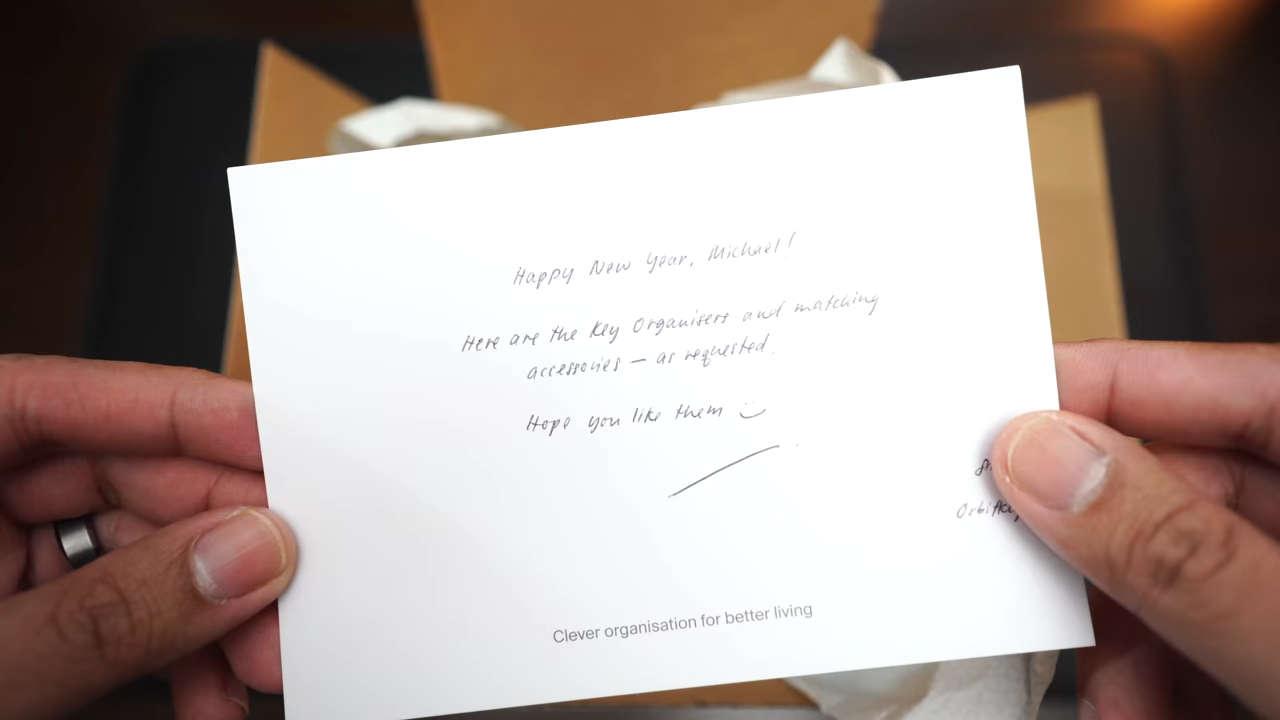 Happy New Year, Michael!
Here are the Key Organisers and matching
accessories — as requested.
Hope you like them
Clever organisation for better living